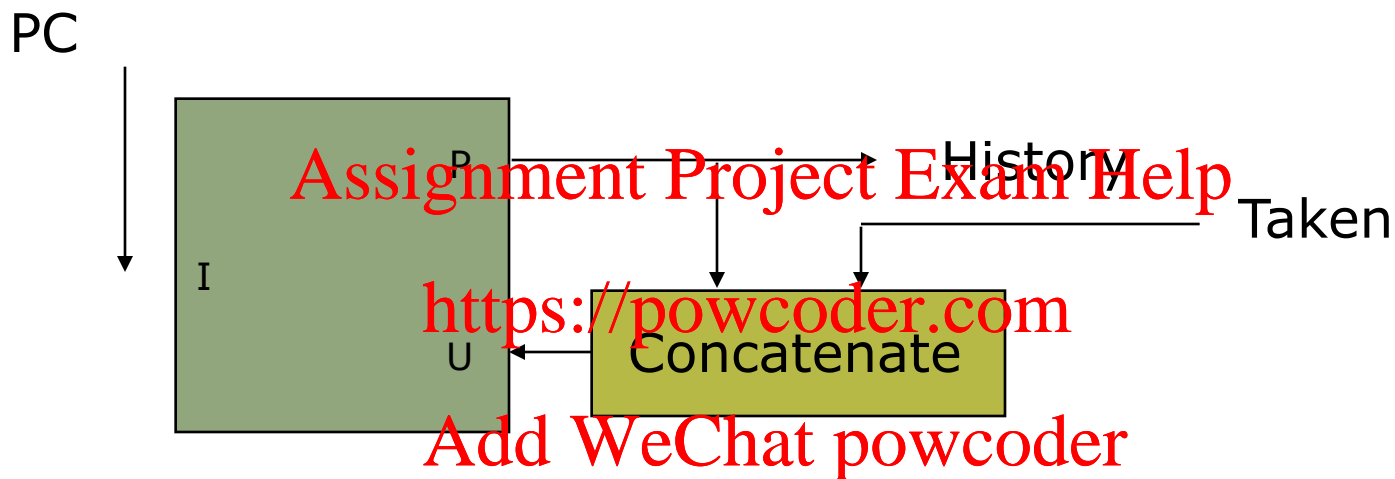 PC
P
History
Assignment Project Exam Help
Taken
I
https://powcoder.com
U
Concatenate
Add WeChat powcoder